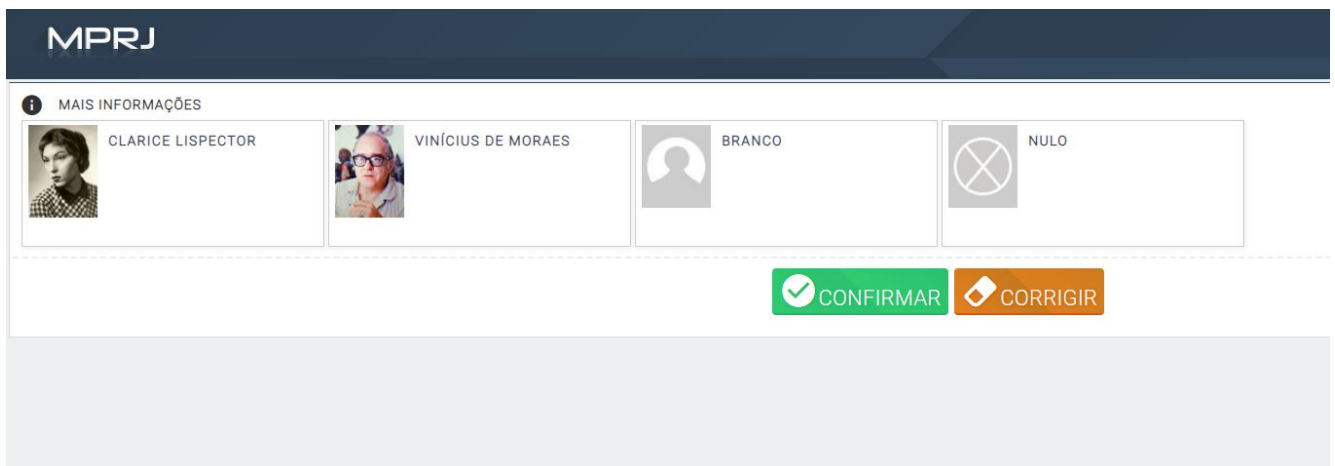 MPRJ
MAIS INFORMAÇÕES
CLARICE LISPECTOR
VINÍCIUS DE MORAES
BRANCO
NULO
CONFIRMAR
CORRIGIR